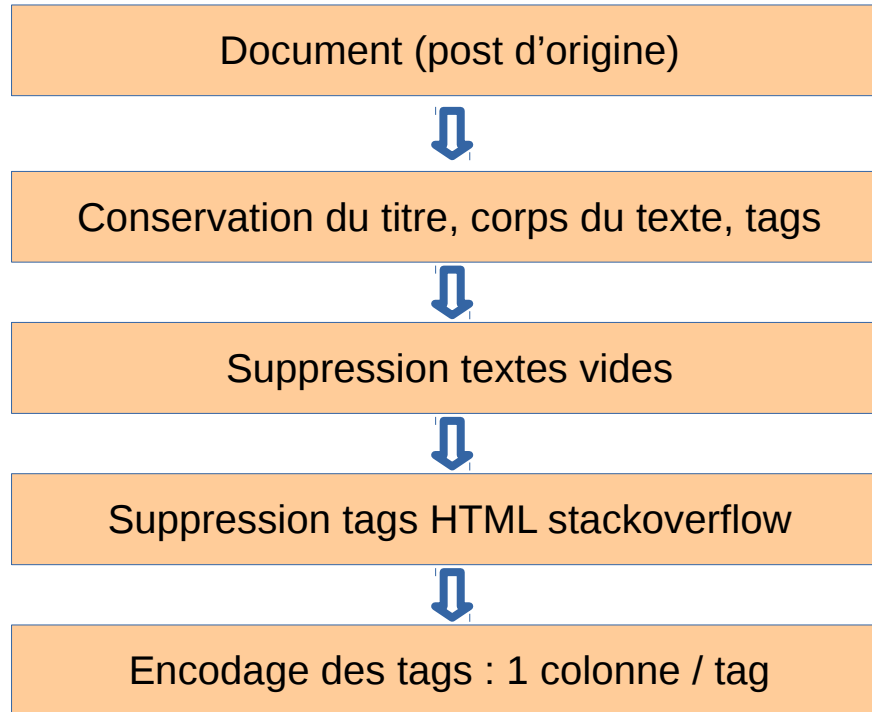 Document (post d’origine)
Conservation du titre, corps du texte, tags
Suppression textes vides
Suppression tags HTML stackoverflow
Encodage des tags : 1 colonne / tag